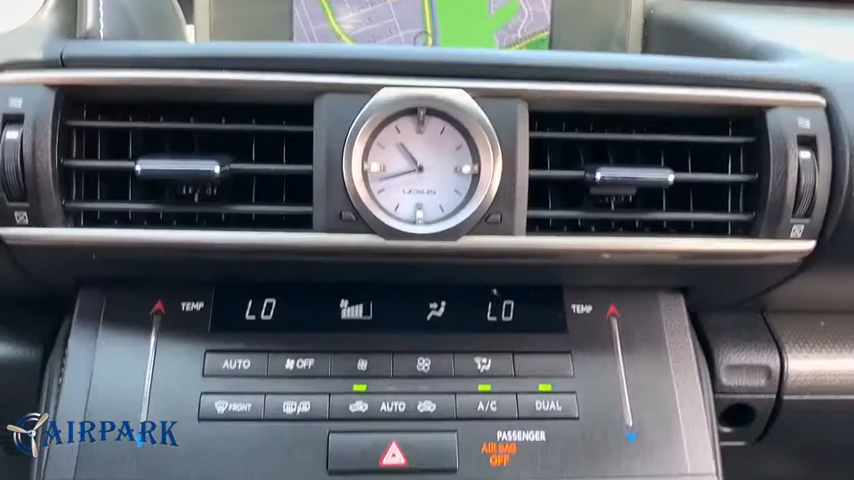 LEXUS
TEMP
LO
LO
TEMP
AUTO
OFF
FRONT
AUTO
A/C
DUAL
PASSENGER
AIR BAG
OFF
AIRPARK